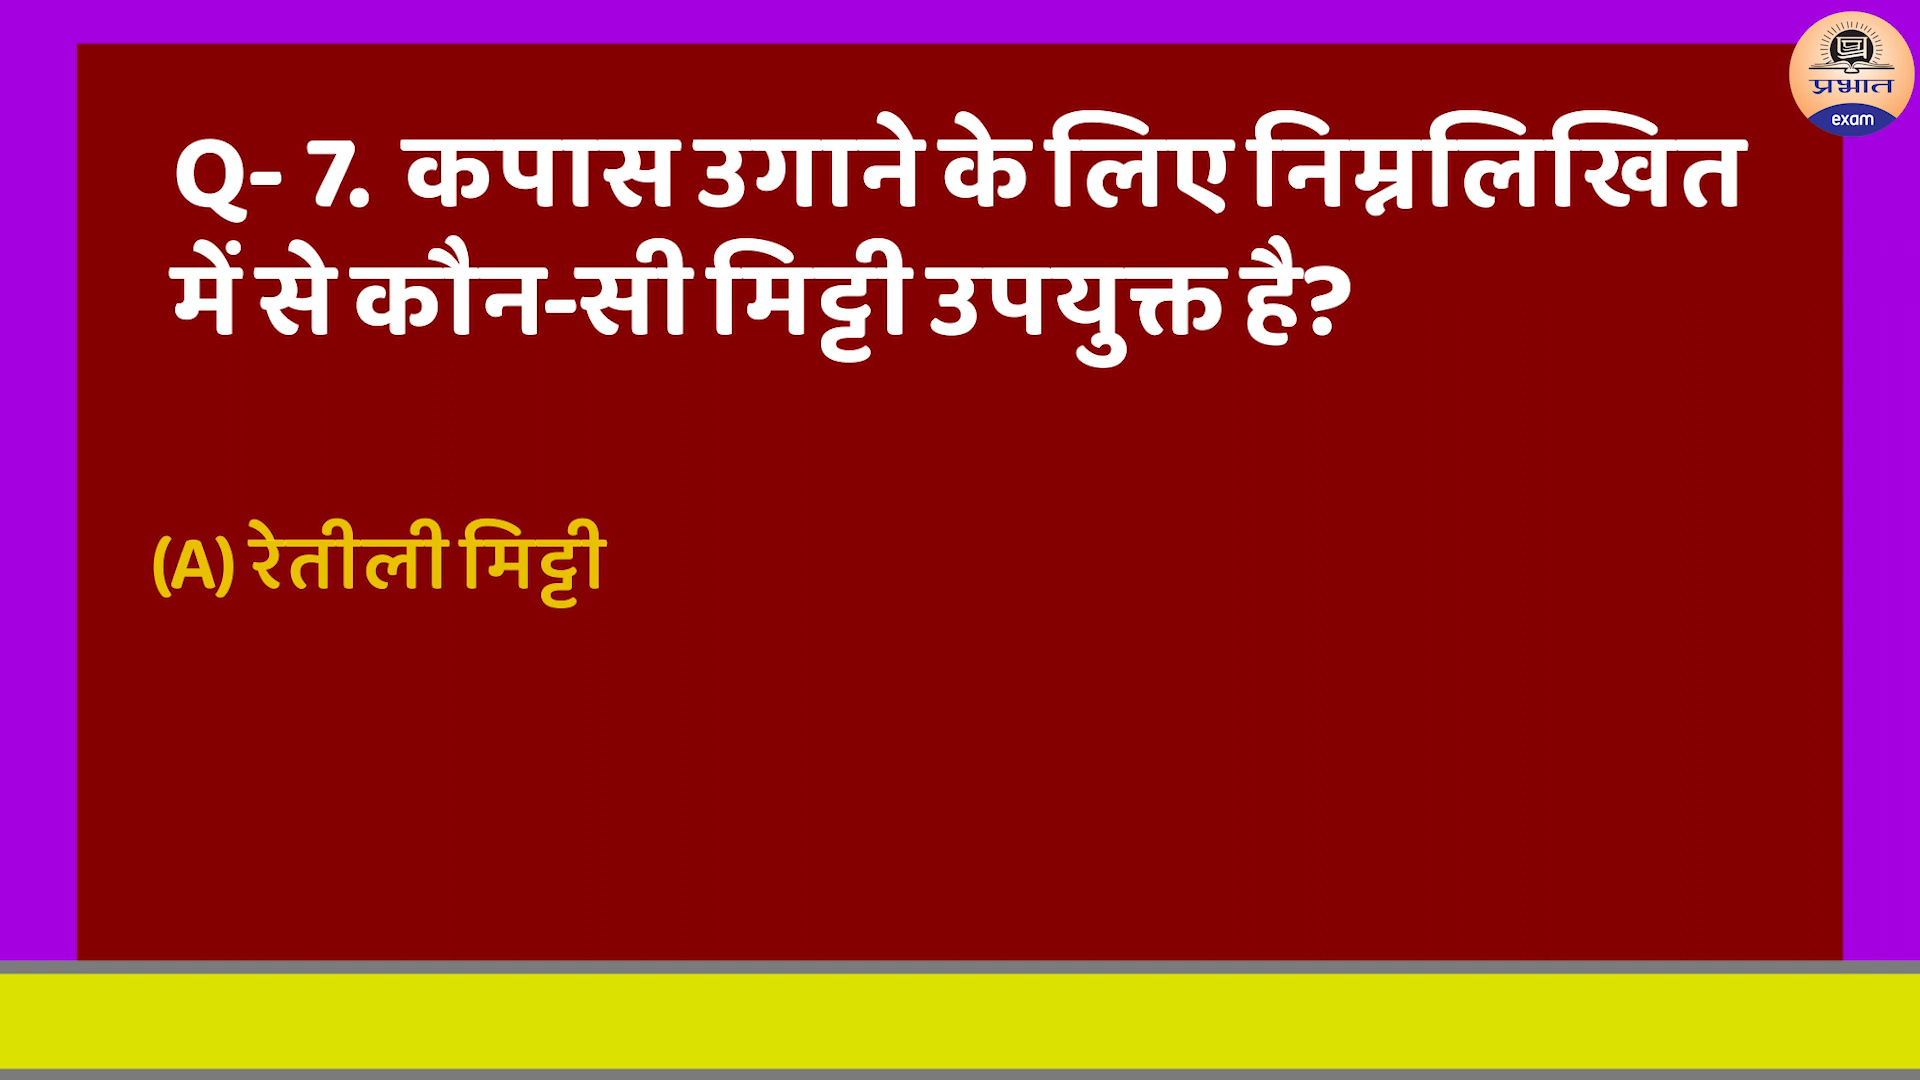 प्रभात
exam
Q- 7. कपास उगाने के लिए निम्नलिखित
में से कौन-सी मिट्टी उपयुक्त है?
(A) रेतीली मिट्टी